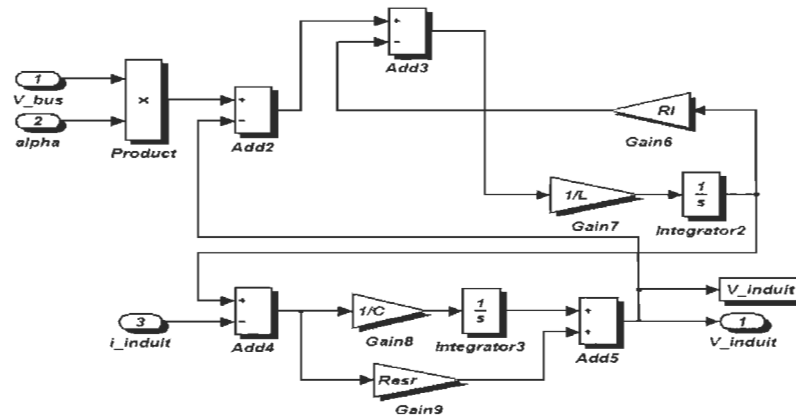 +
−
Add3
1
V_bus
×
2
alpha
Product
+
−
Add2
Rl
Gain6
1/L
Gain7
1
s
Integrator2
V_induit
3
i_induit
+
−
Add4
1/C
Gain8
1
s
Integrator3
+
+
Add5
1
V_induit
Resr
Gain9